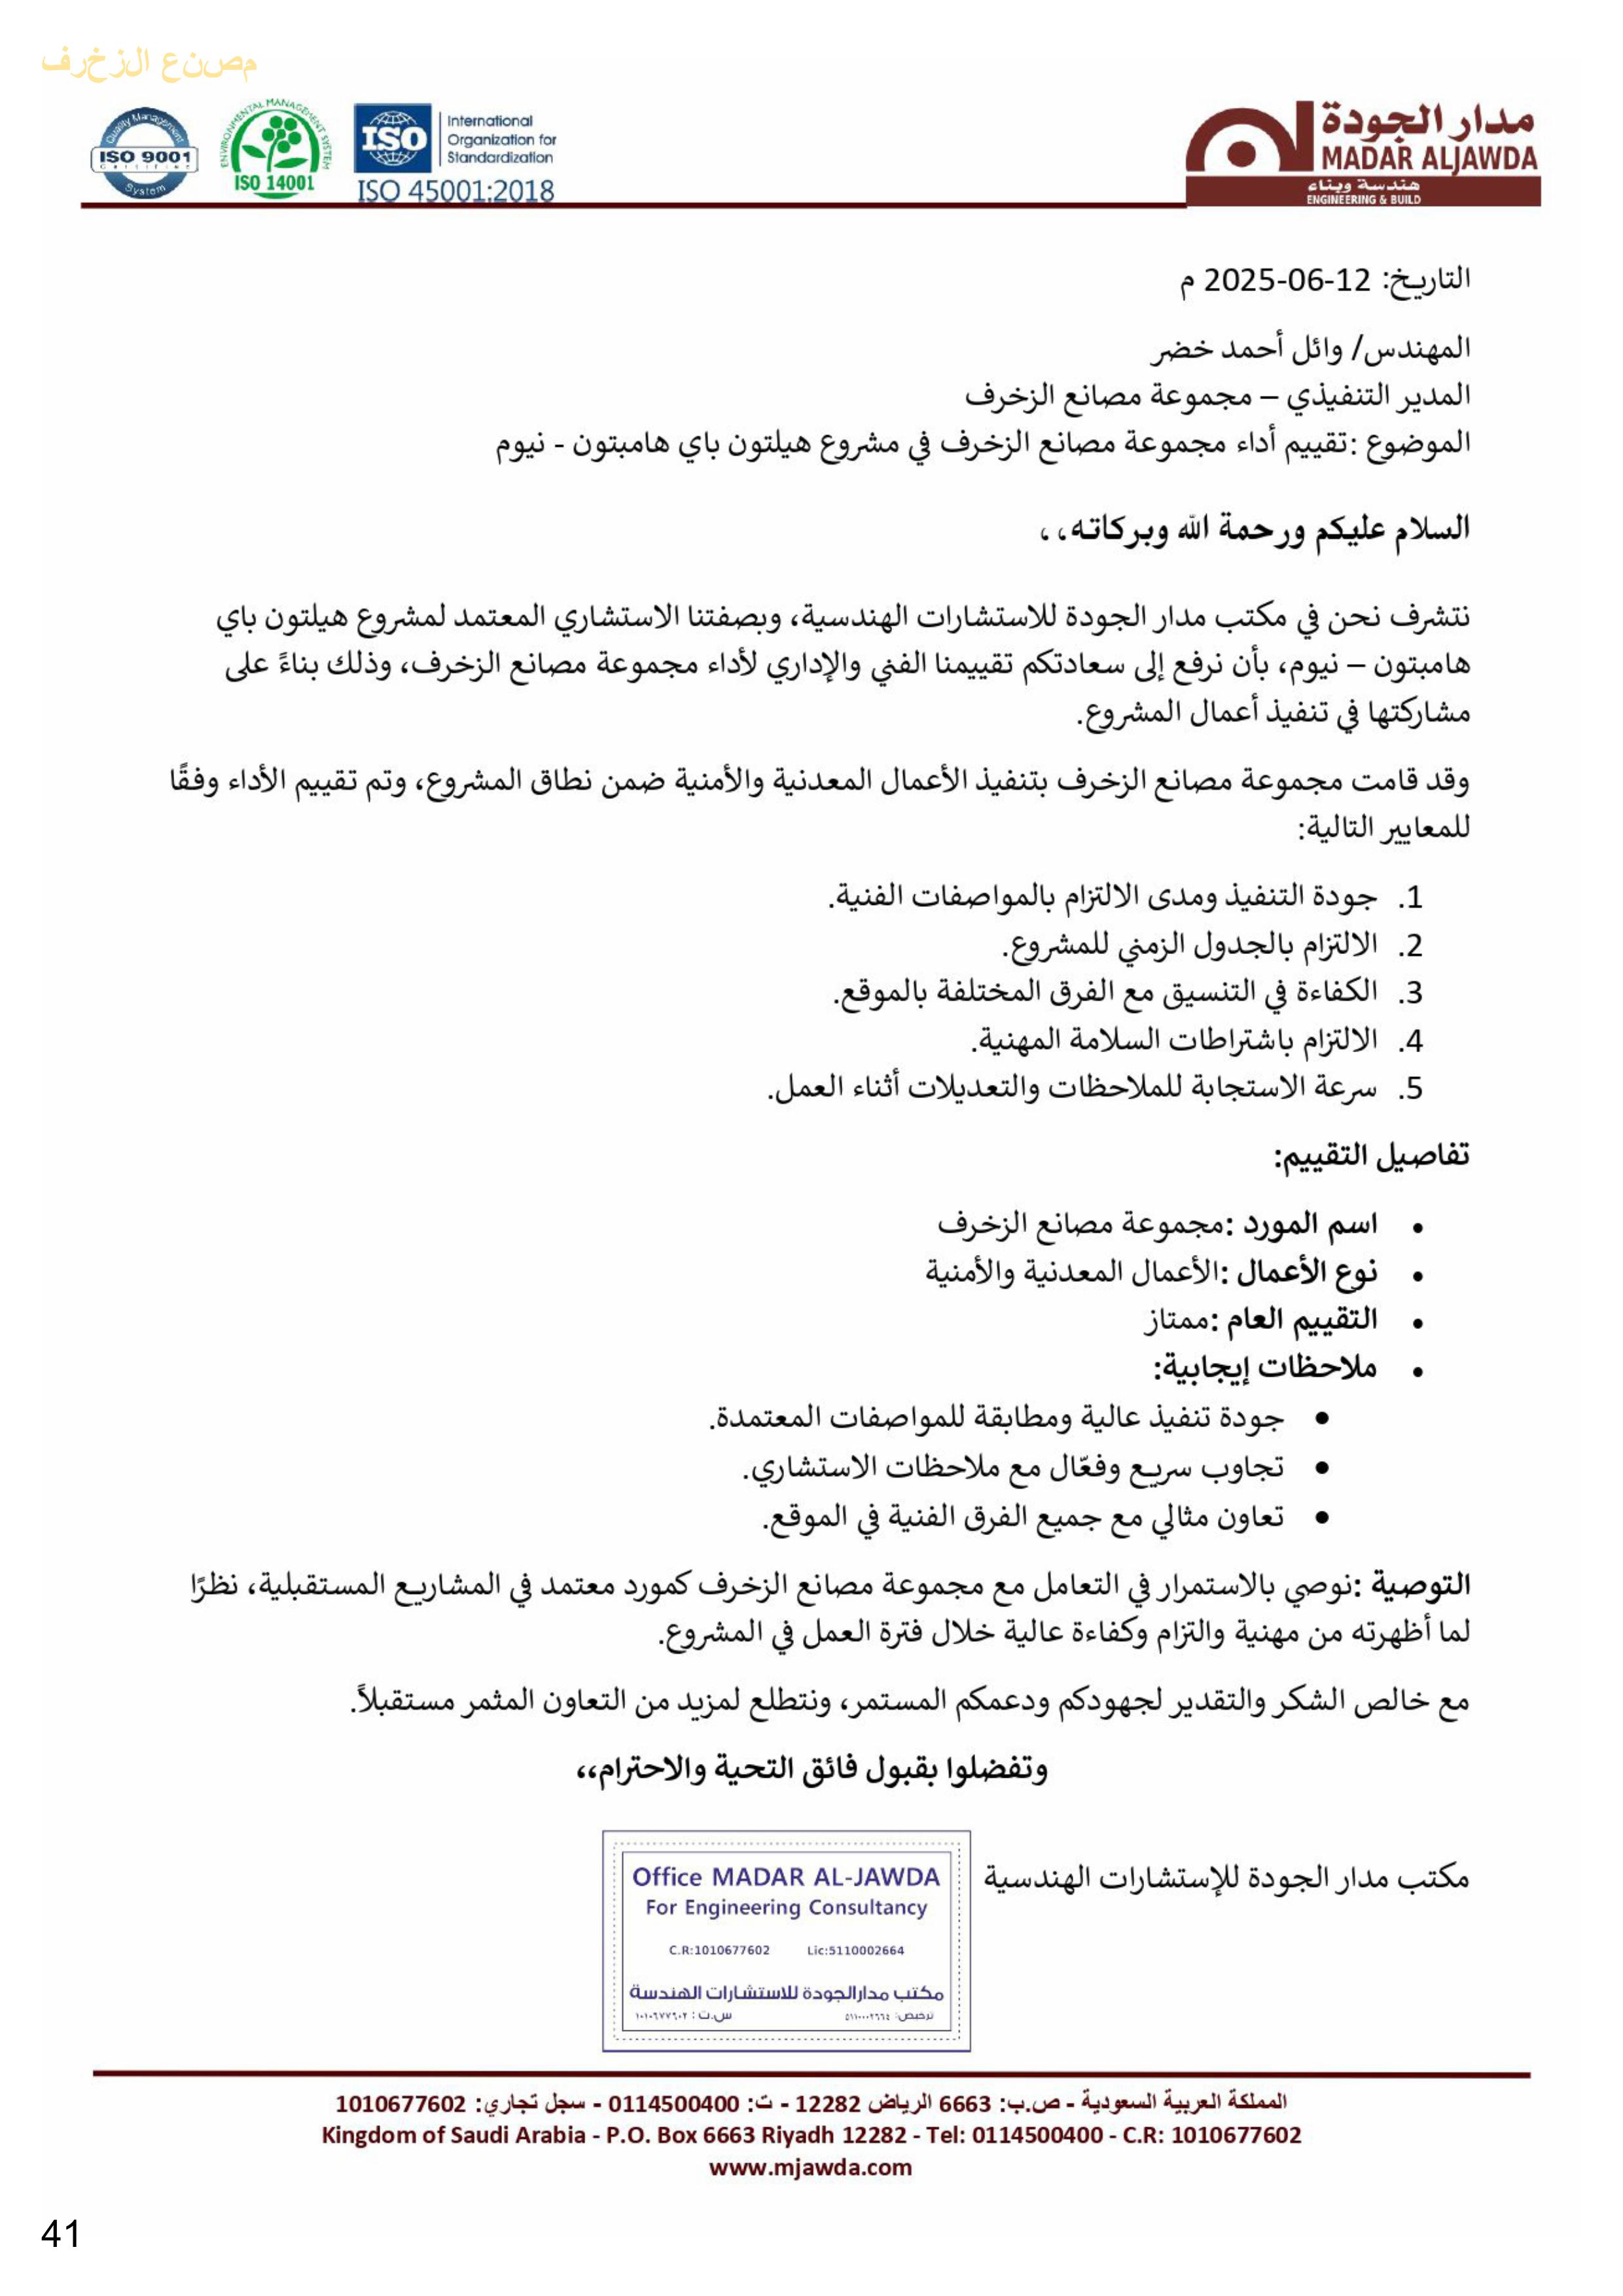 مصنع الزخرف
Quality Management
ISO 9001
CERTIFIED
System
ENVIRONMENTAL MANAGEMENT SYSTEM
ISO 14001
ISO
International
Organization for
Standardization
ISO 45001:2018
مدار الجودة
MADAR ALJAWDA
هندسة وبناء
ENGINEERING & BUILD
التاريخ: 12-06-2025 م
المهندس/ وائل أحمد خضر
المدير التنفيذي – مجموعة مصانع الزخرف
الموضوع :تقييم أداء مجموعة مصانع الزخرف في مشروع هيلتون باي هامبتون - نيوم
السلام عليكم ورحمة الله وبركاته،،
نتشرف نحن في مكتب مدار الجودة للاستشارات الهندسية، وبصفتنا الاستشاري المعتمد لمشروع هيلتون باي
هامبتون – نيوم، بأن نرفع إلى سعادتكم تقييمنا الفني والإداري لأداء مجموعة مصانع الزخرف، وذلك بناءً على
مشاركتها في تنفيذ أعمال المشروع.
وقد قامت مجموعة مصانع الزخرف بتنفيذ الأعمال المعدنية والأمنية ضمن نطاق المشروع، وتم تقييم الأداء وفقًا
للمعايير التالية:
1. جودة التنفيذ ومدى الالتزام بالمواصفات الفنية.
2. الالتزام بالجدول الزمني للمشروع.
3. الكفاءة في التنسيق مع الفرق المختلفة بالموقع.
4. الالتزام باشتراطات السلامة المهنية.
5. سرعة الاستجابة للملاحظات والتعديلات أثناء العمل.
تفاصيل التقييم:
• اسم المورد :مجموعة مصانع الزخرف
• نوع الأعمال :الأعمال المعدنية والأمنية
• التقييم العام :ممتاز
• ملاحظات إيجابية:
• جودة تنفيذ عالية ومطابقة للمواصفات المعتمدة.
• تجاوب سريع وفعّال مع ملاحظات الاستشاري.
• تعاون مثالي مع جميع الفرق الفنية في الموقع.
التوصية :نوصي بالاستمرار في التعامل مع مجموعة مصانع الزخرف كمورد معتمد في المشاريع المستقبلية، نظرًا
لما أظهرته من مهنية والتزام وكفاءة عالية خلال فترة العمل في المشروع.
مع خالص الشكر والتقدير لجهودكم ودعمكم المستمر، ونتطلع لمزيد من التعاون المثمر مستقبلاً.
وتفضلوا بقبول فائق التحية والاحترام،،
مكتب مدار الجودة للإستشارات الهندسية
Office MADAR AL-JAWDA
For Engineering Consultancy
C.R:1010677602 Lic:5110002664
مكتب مدارالجودة للاستشارات الهندسة
ترخيص: ٥١١٠٠٠٢٦٦٤ س.ت : ١٠١٠٦٧٧٦٠٢
المملكة العربية السعودية - ص.ب: 6663 الرياض 12282 - ت: 0114500400 - سجل تجاري: 1010677602
Kingdom of Saudi Arabia - P.O. Box 6663 Riyadh 12282 - Tel: 0114500400 - C.R: 1010677602
www.mjawda.com
41